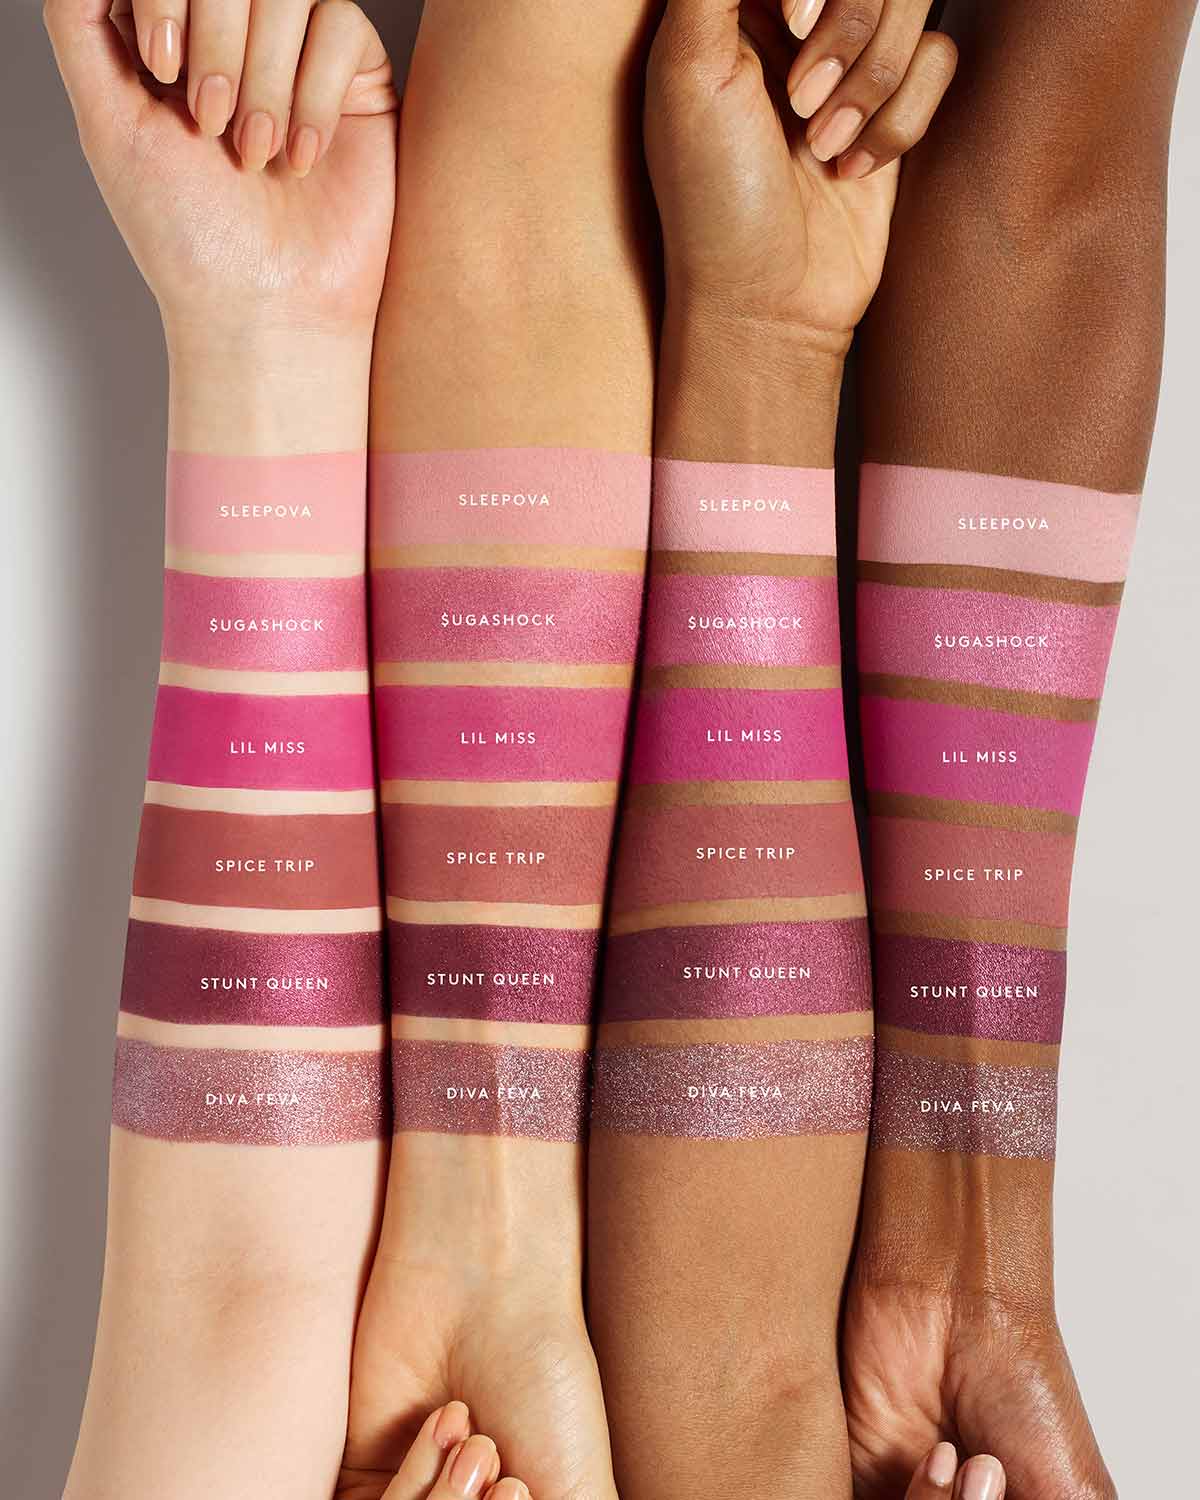 SLEEPOVA SLEEPOVA SLEEPOVA SLEEPOVA
$UGASHOCK $UGASHOCK $UGASHOCK $UGASHOCK
LIL MISS LIL MISS LIL MISS LIL MISS
SPICE TRIP SPICE TRIP SPICE TRIP SPICE TRIP
STUNT QUEEN STUNT QUEEN STUNT QUEEN STUNT QUEEN
DIVA FEVA DIVA FEVA DIVA FEVA DIVA FEVA